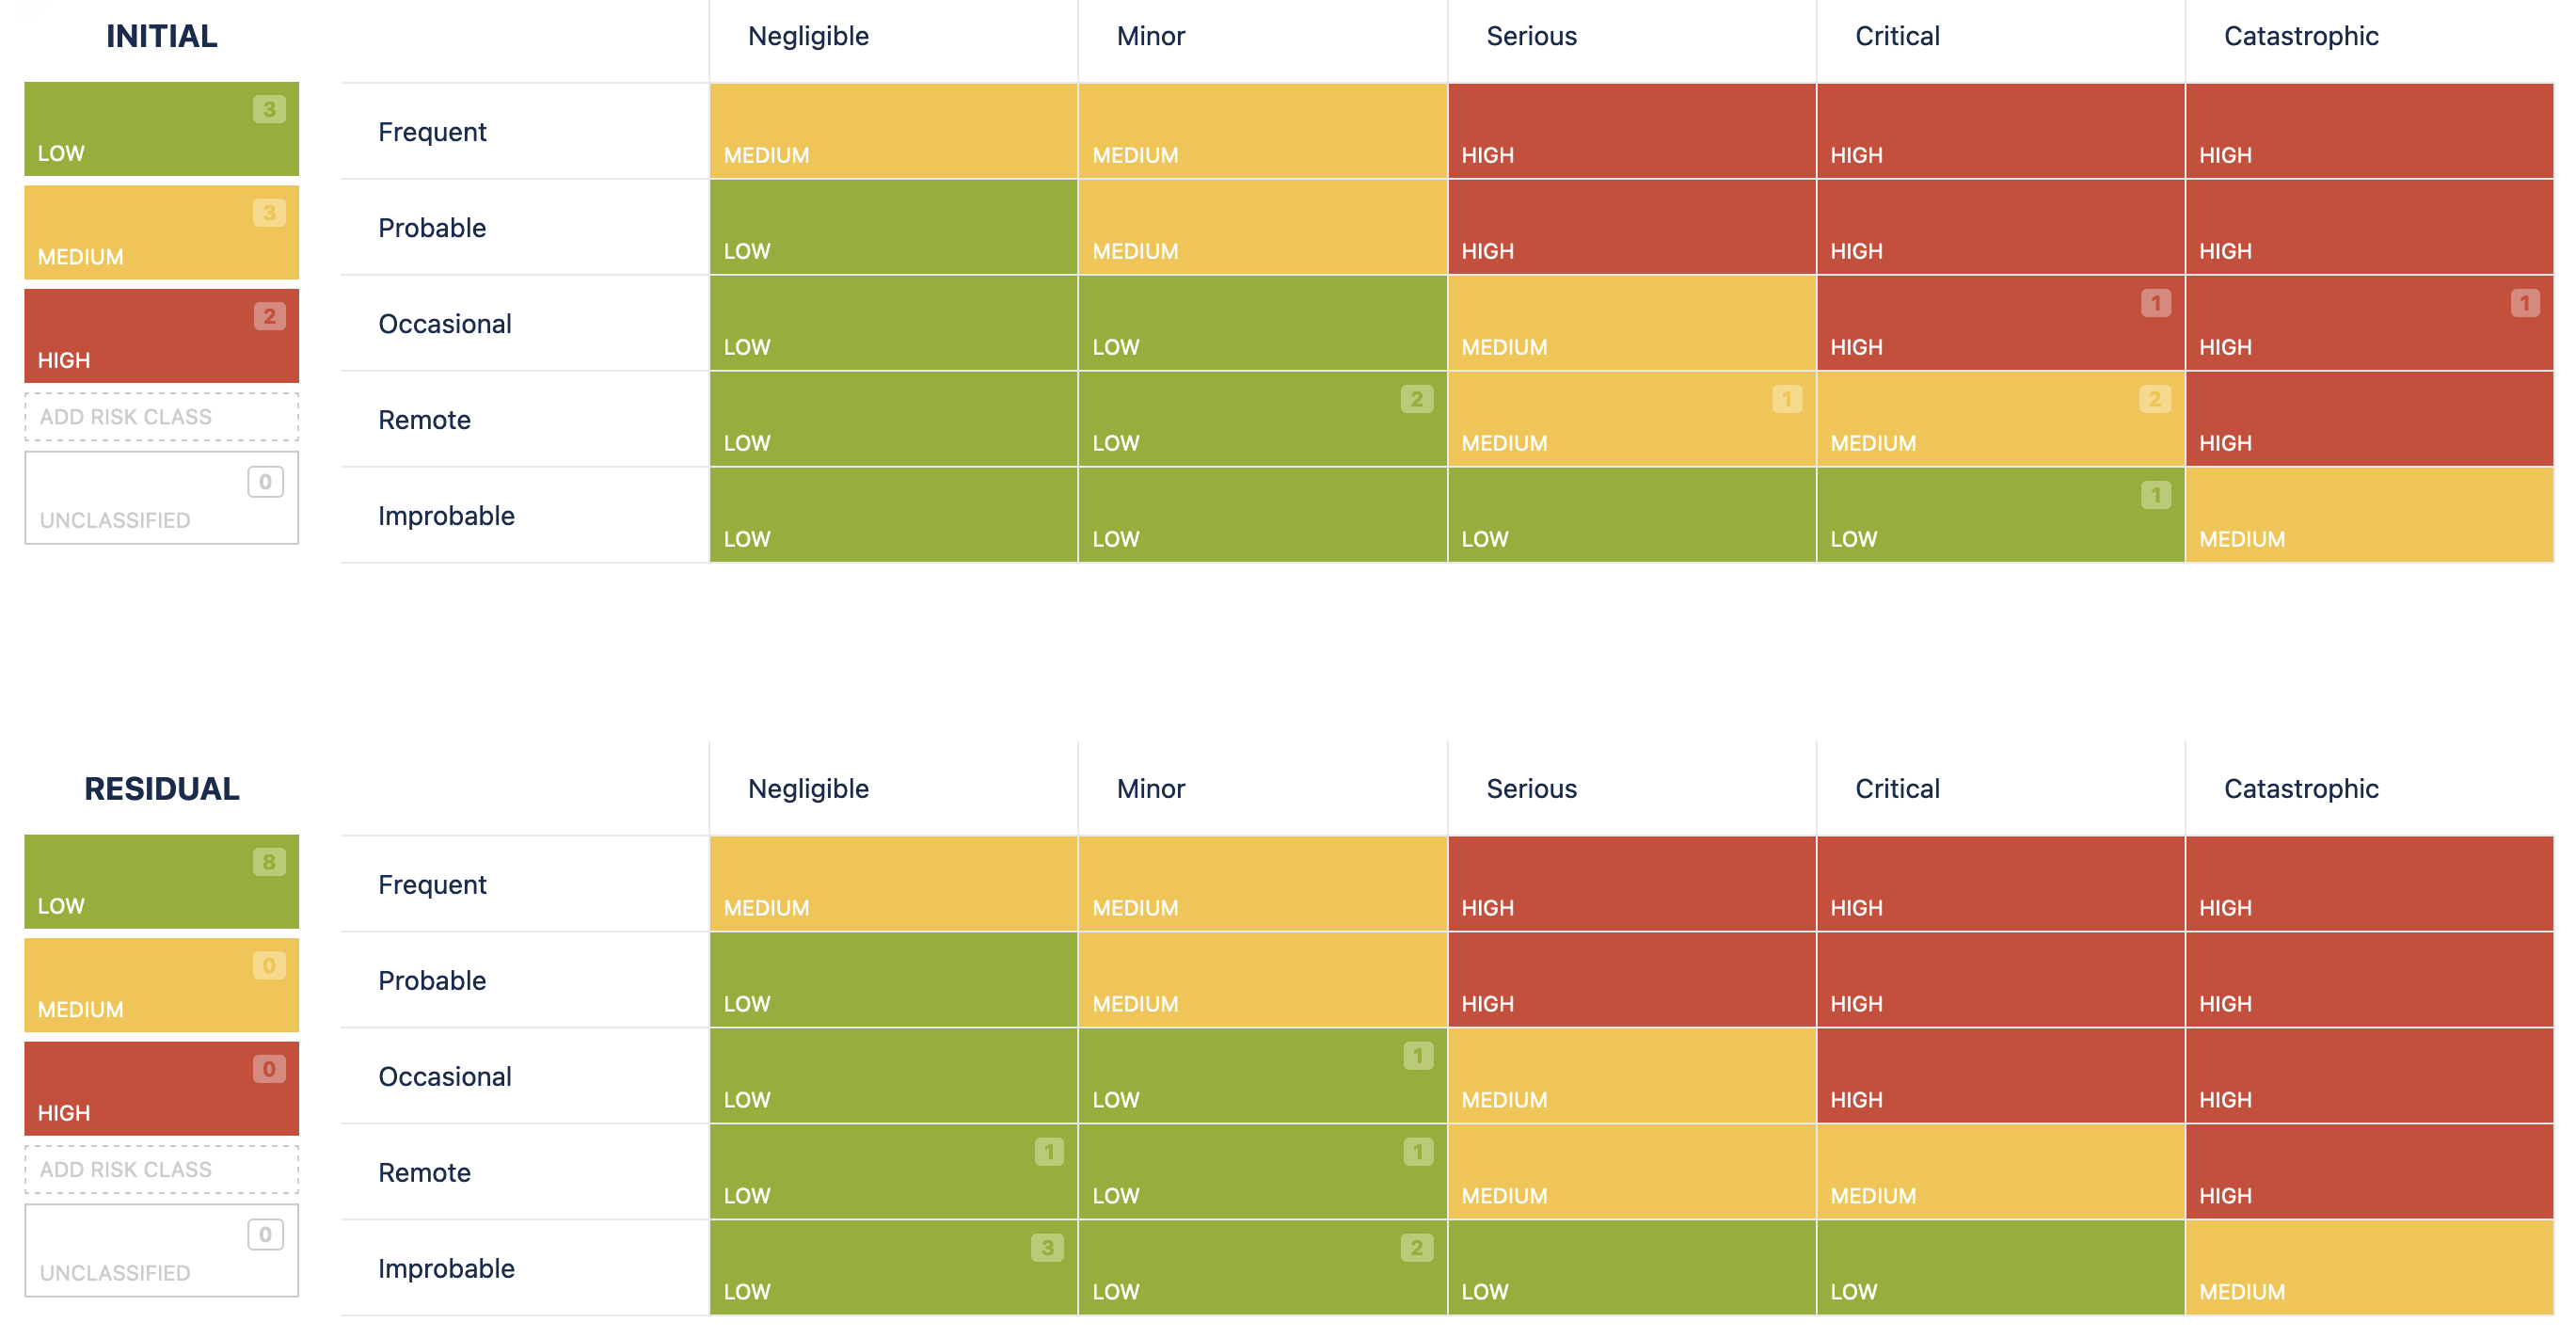 INITIAL Negligible Minor Serious Critical Catastrophic
3
LOW
3
MEDIUM
2
HIGH
ADD RISK CLASS
0
UNCLASSIFIED
Frequent
MEDIUM MEDIUM HIGH HIGH HIGH
Probable
LOW MEDIUM HIGH HIGH HIGH
Occasional 1 1
LOW LOW MEDIUM HIGH HIGH
Remote 2 1 2
LOW LOW MEDIUM MEDIUM HIGH
Improbable 1
LOW LOW LOW LOW MEDIUM
RESIDUAL Negligible Minor Serious Critical Catastrophic
8
LOW
0
MEDIUM
0
HIGH
ADD RISK CLASS
0
UNCLASSIFIED
Frequent
MEDIUM MEDIUM HIGH HIGH HIGH
Probable
LOW MEDIUM HIGH HIGH HIGH
Occasional 1
LOW LOW MEDIUM HIGH HIGH
Remote 1 1
LOW LOW MEDIUM MEDIUM HIGH
Improbable 3 2
LOW LOW LOW LOW MEDIUM